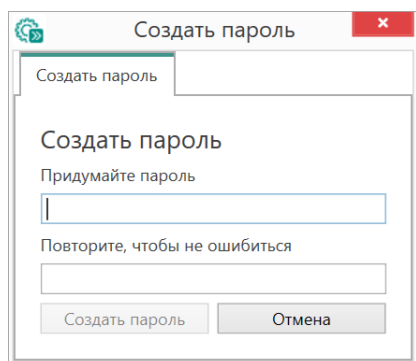 Создать пароль
Создать пароль
Создать пароль
Придумайте пароль
Повторите, чтобы не ошибиться
Создать пароль Отмена